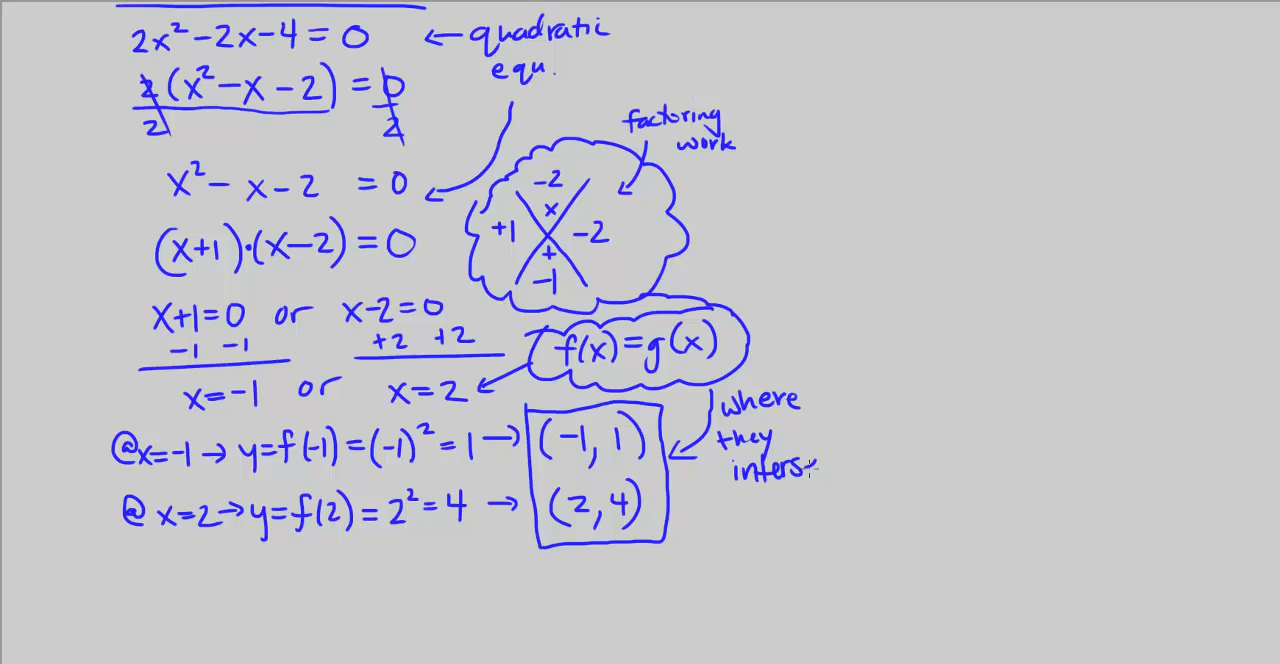 2x² - 2x - 4 = 0 ← quadratic
equ.
2(x² - x - 2) = 0
2 2
factoring
work
x² - x - 2 = 0
-2
x
+1 -2
+
-1
(x+1)·(x-2) = 0
x+1=0 or x-2=0
-1 -1 +2 +2
f(x)=g(x)
x=-1 or x=2
where
they
inters
@x=-1 → y=f(-1)=(-1)²=1 → (-1, 1)
@ x=2 → y=f(2)=2²=4 → (2, 4)